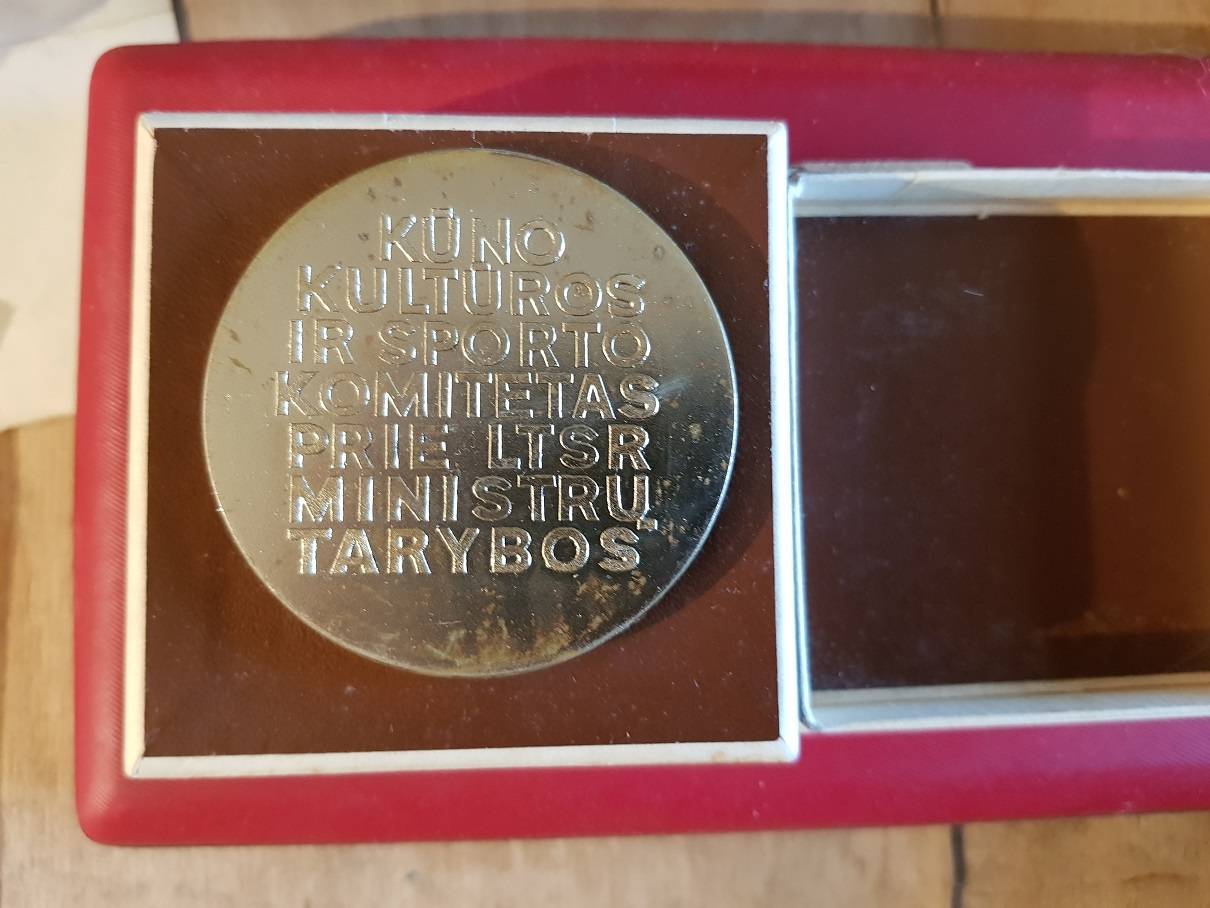 KŪNO
KULTŪROS
IR SPORTO
KOMITETAS
PRIE LTSR
MINISTRŲ
TARYBOS